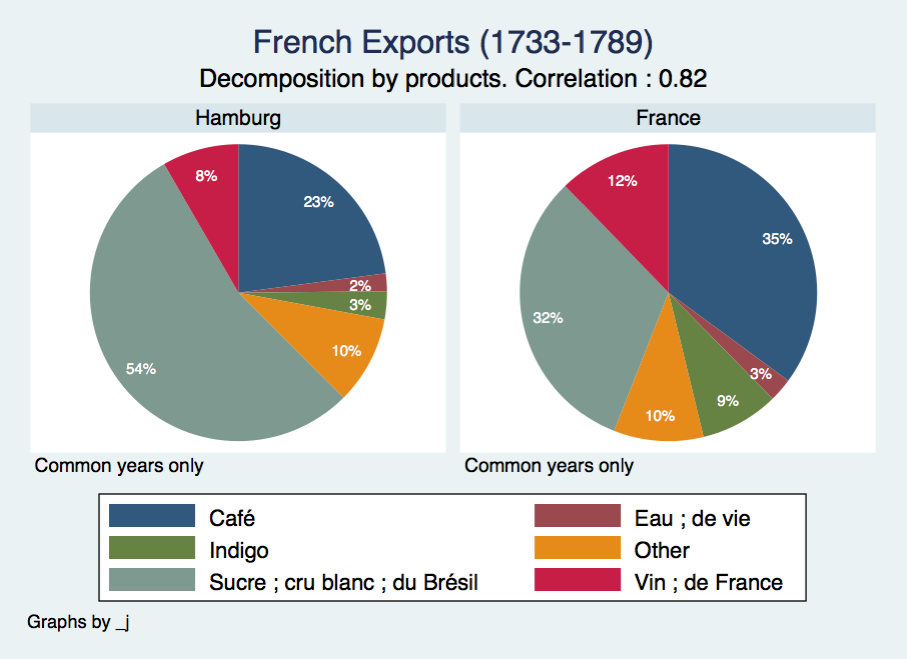 French Exports (1733-1789)
Decomposition by products. Correlation : 0.82
Hamburg
France
8%
23%
2%
3%
10%
54%
12%
35%
3%
9%
10%
32%
Common years only
Common years only
Café
Eau ; de vie
Indigo
Other
Sucre ; cru blanc ; du Brésil
Vin ; de France
Graphs by _j